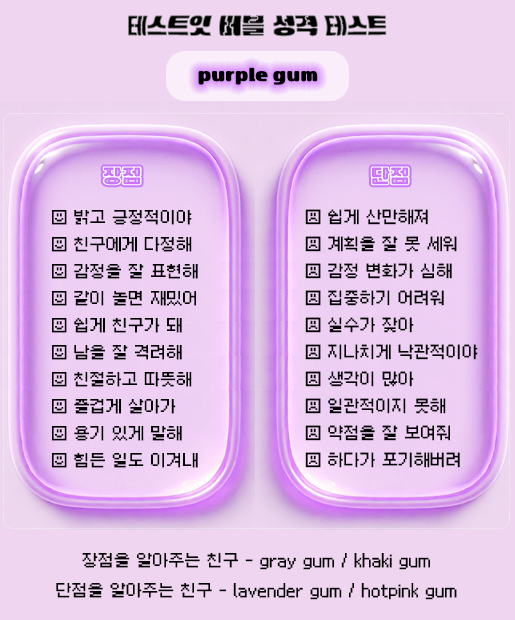 테스트잇 버블 성격 테스트
purple gum
장점
밝고 긍정적이야
친구에게 다정해
감정을 잘 표현해
같이 놀면 재밌어
쉽게 친구가 돼
남을 잘 격려해
친절하고 따뜻해
즐겁게 살아가
용기 있게 말해
힘든 일도 이겨내
단점
쉽게 산만해져
계획을 잘 못 세워
감정 변화가 심해
집중하기 어려워
실수가 잦아
지나치게 낙관적이야
생각이 많아
일관적이지 못해
약점을 잘 보여줘
하다가 포기해버려
장점을 알아주는 친구 - gray gum / khaki gum
단점을 알아주는 친구 - lavender gum / hotpink gum